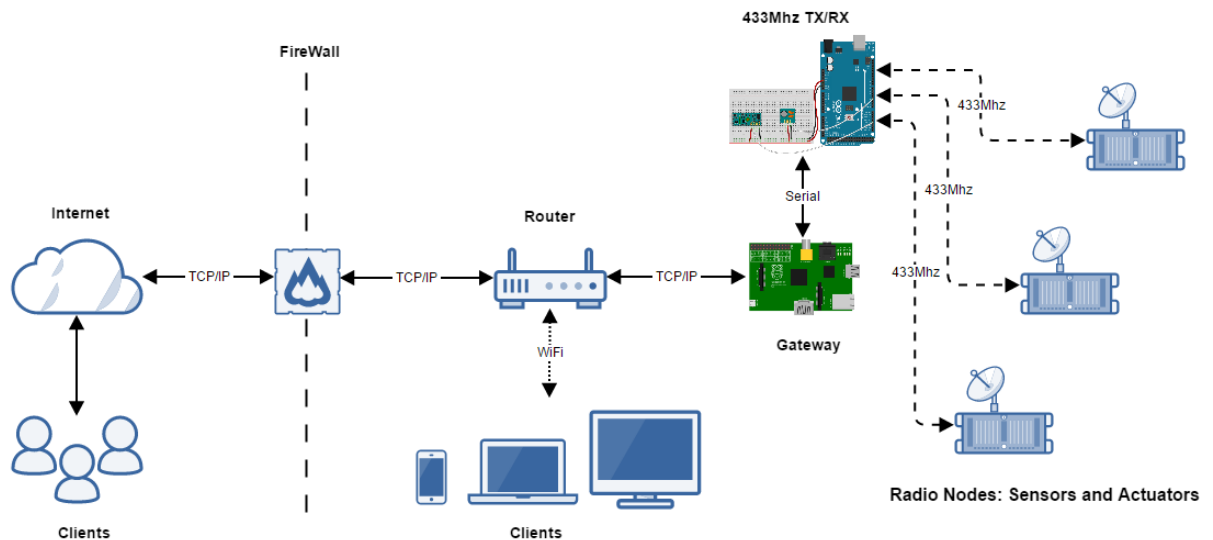 433Mhz TX/RX
FireWall
433Mhz
433Mhz
Internet
Serial
Router
TCP/IP
TCP/IP
TCP/IP
433Mhz
Gateway
WiFi
Radio Nodes: Sensors and Actuators
Clients
Clients